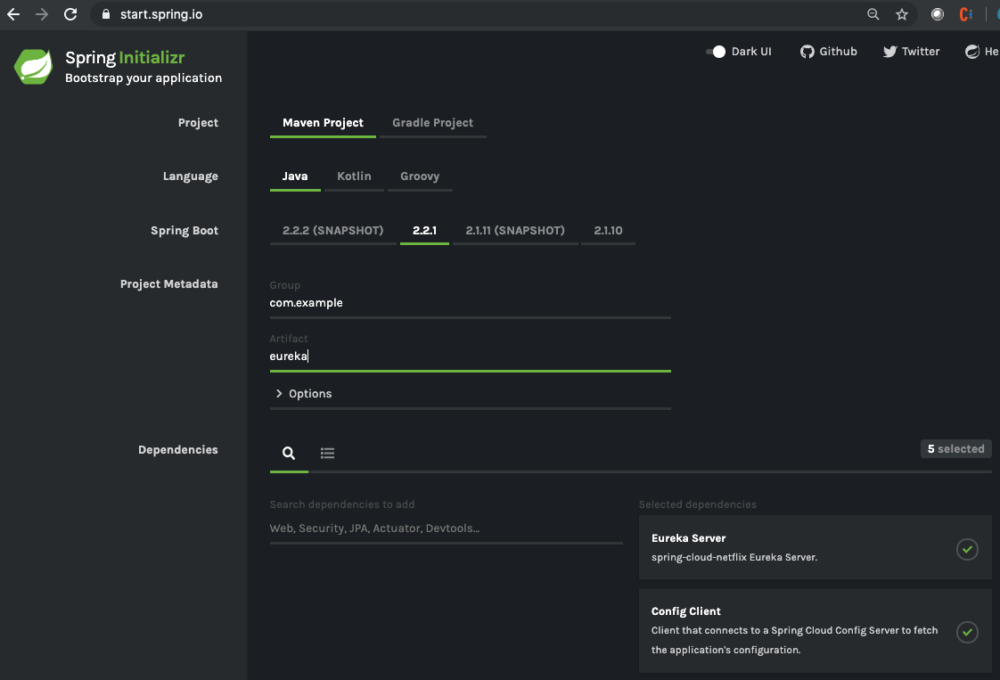 start.spring.io
Spring Initializr
Bootstrap your application
Dark UI Github Twitter He
Project
Maven Project Gradle Project
Language
Java Kotlin Groovy
Spring Boot
2.2.2 (SNAPSHOT) 2.2.1 2.1.11 (SNAPSHOT) 2.1.10
Project Metadata
Group
com.example
Artifact
eureka
Options
Dependencies
5 selected
Search dependencies to add
Web, Security, JPA, Actuator, Devtools...
Selected dependencies
Eureka Server
spring-cloud-netflix Eureka Server.
Config Client
Client that connects to a Spring Cloud Config Server to fetch
the application's configuration.